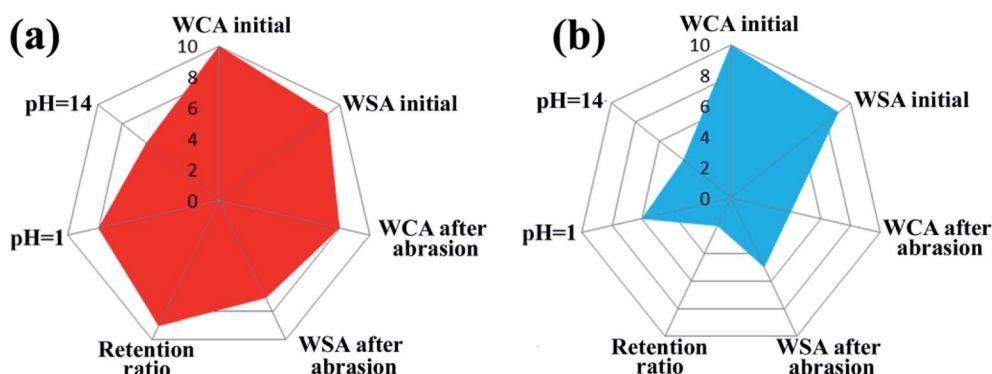 (a)
WCA initial
10
8
6
4
2
0
pH=14
WSA initial
pH=1
WCA after
abrasion
Retention
ratio
WSA after
abrasion
(b)
WCA initial
10
8
6
4
2
0
pH=14
WSA initial
pH=1
WCA after
abrasion
Retention
ratio
WSA after
abrasion